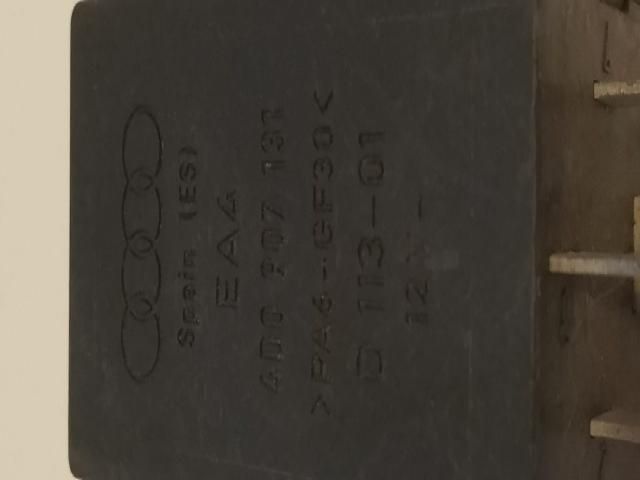 Spain (ES)
EA4
4D0 907 131
>PA6-GF30<
D 113-01
12V-